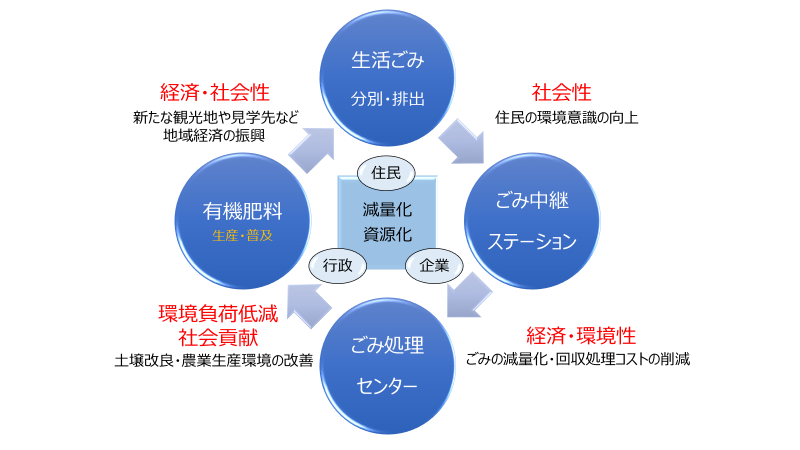 生活ごみ
分別・排出
経済・社会性
新たな観光地や見学先など
地域経済の振興
社会性
住民の環境意識の向上
住民
減量化
資源化
行政
企業
有機肥料
生産・普及
ごみ中継
ステーション
環境負荷低減
社会貢献
土壌改良・農業生産環境の改善
経済・環境性
ごみの減量化・回収処理コストの削減
ごみ処理
センター